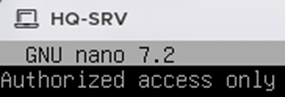 HQ-SRV
GNU nano 7.2
Authorized access only